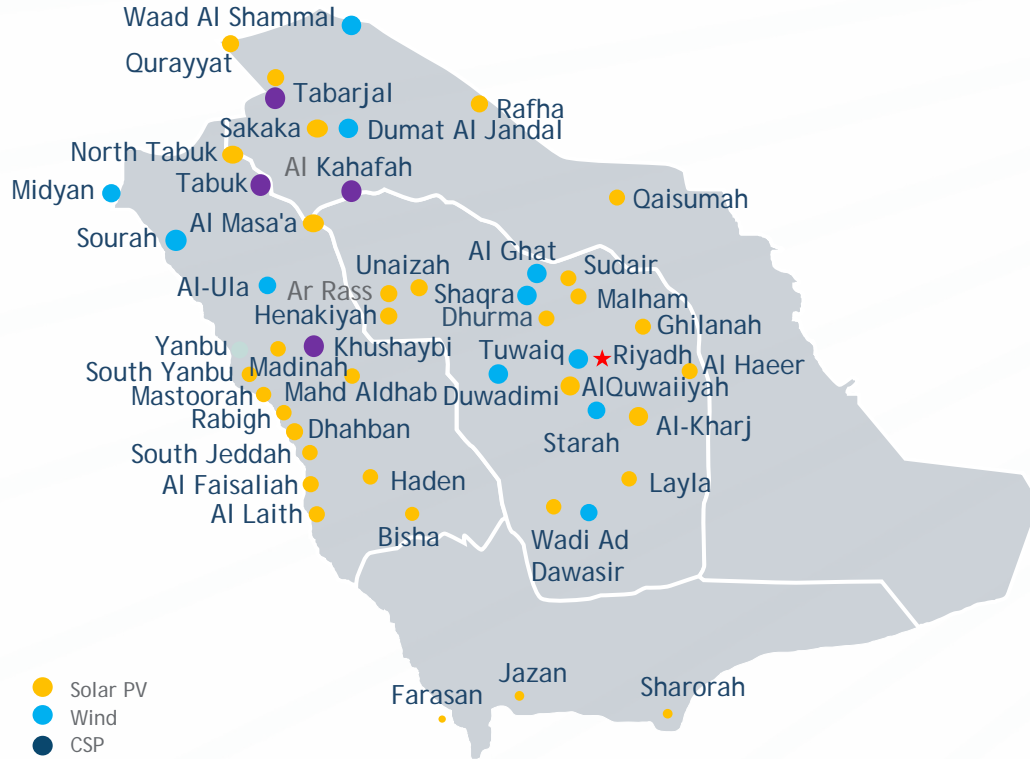 Waad Al Shammal
Qurayyat
Tabarjal
Rafha
Sakaka
Dumat Al Jandal
North Tabuk
Al Kahafah
Tabuk
Midyan
Qaisumah
Al Masa'a
Sourah
Al Ghat
Unaizah
Sudair
Al-Ula
Ar Rass
Shaqra
Malham
Henakiyah
Dhurma
Ghilanah
Yanbu
Khushaybi
Tuwaiq
Riyadh
Al Haeer
South Yanbu
Madinah
Mastoorah
Mahd Aldhab
Duwadimi
AlQuwaiiyah
Rabigh
Dhahban
Starah
Al-Kharj
South Jeddah
Al Faisaliah
Haden
Layla
Al Laith
Bisha
Wadi Ad
Dawasir
Jazan
Farasan
Sharorah
Solar PV
Wind
CSP